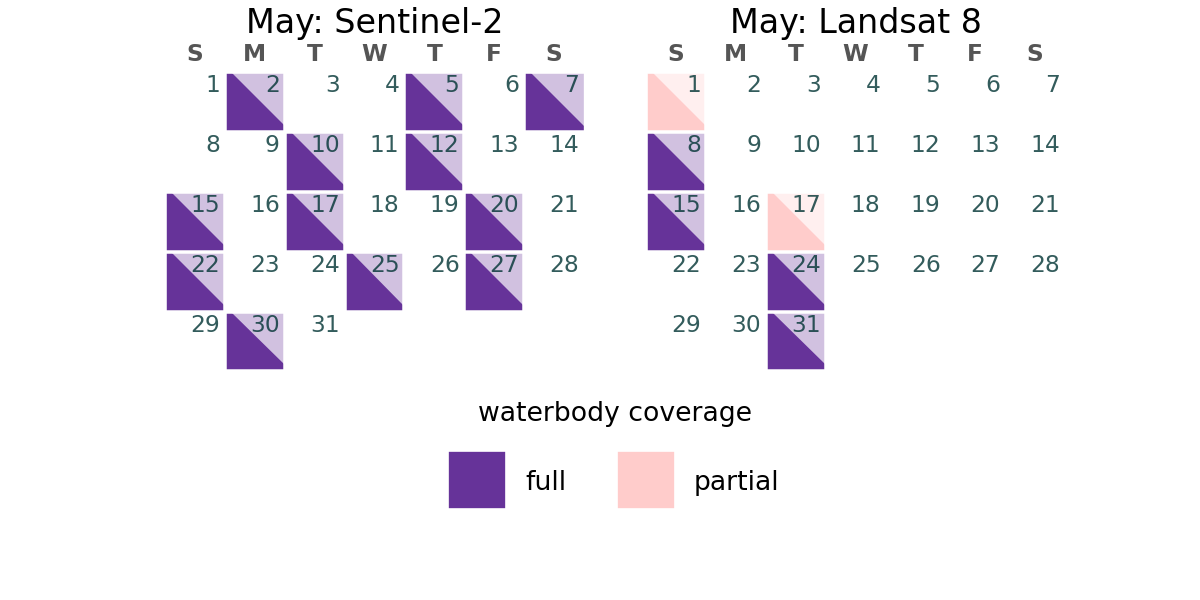 May: Sentinel-2
S M T W T F S
1 2 3 4 5 6 7
8 9 10 11 12 13 14
15 16 17 18 19 20 21
22 23 24 25 26 27 28
29 30 31
May: Landsat 8
S M T W T F S
1 2 3 4 5 6 7
8 9 10 11 12 13 14
15 16 17 18 19 20 21
22 23 24 25 26 27 28
29 30 31
waterbody coverage
full partial